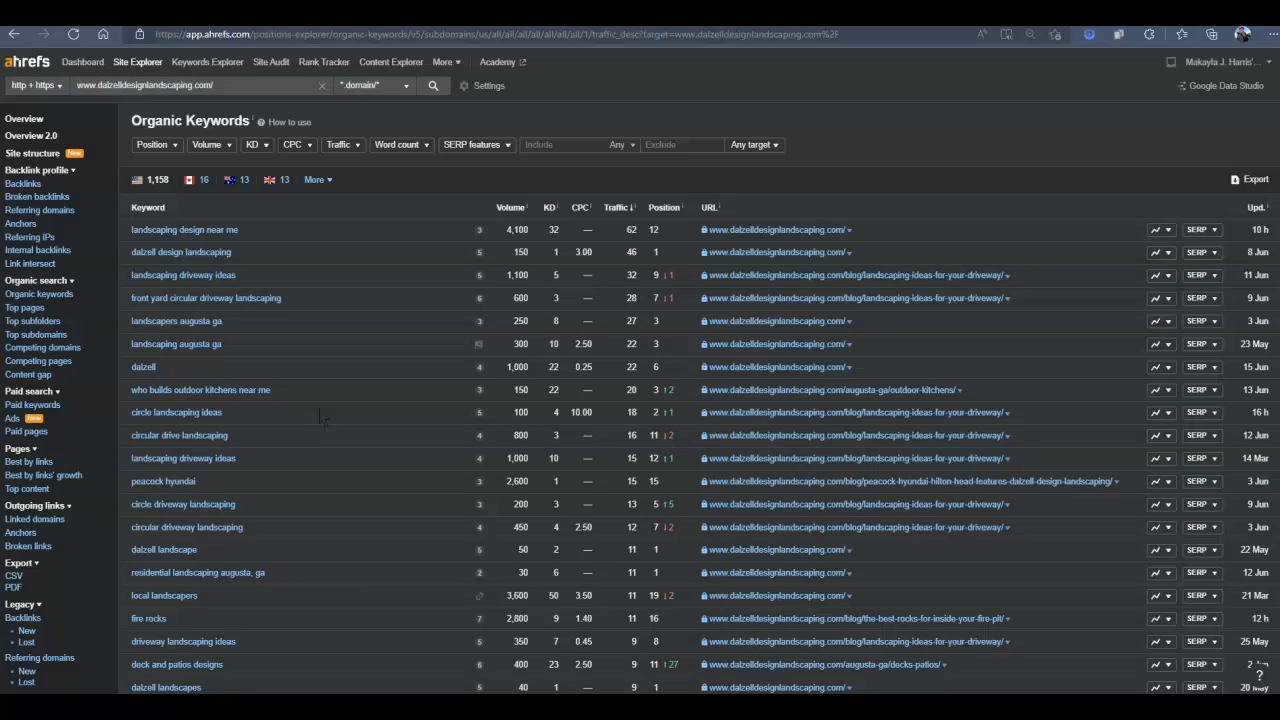 https://app.ahrefs.com/positions-explorer/organic-keywords/v5/subdomains/us/all/all/all/all/all/all/1/traffic_desc?target=www.dalzelldesignlandscaping.com%2F
ahrefs Dashboard Site Explorer Keywords Explorer Site Audit Rank Tracker Content Explorer More Academy Makayla J. Harris'...
http + https www.dalzelldesignlandscaping.com/ *.domain/* Settings Google Data Studio
Overview
Overview 2.0
Site structure New
Backlink profile
Backlinks
Broken backlinks
Referring domains
Anchors
Referring IPs
Internal backlinks
Link intersect
Organic search
Organic keywords
Top pages
Top subfolders
Top subdomains
Competing domains
Competing pages
Content gap
Paid search
Paid keywords
Ads New
Paid pages
Pages
Best by links
Best by links' growth
Top content
Outgoing links
Linked domains
Anchors
Broken links
Export
CSV
PDF
Legacy
Backlinks
• New
• Lost
Referring domains
• New
• Lost
Organic Keywords i How to use
Position Volume KD CPC Traffic Word count SERP features Include Any Exclude Any target
1,158 16 13 13 More Export
Keyword Volume KD CPC Traffic Position URL Upd.
landscaping design near me 3 4,100 32 — 62 12 www.dalzelldesignlandscaping.com/ SERP 10 h
dalzell design landscaping 5 150 1 3.00 46 1 www.dalzelldesignlandscaping.com/ SERP 8 Jun
landscaping driveway ideas 5 1,100 5 — 32 9 ↓1 www.dalzelldesignlandscaping.com/blog/landscaping-ideas-for-your-driveway/ SERP 11 Jun
front yard circular driveway landscaping 6 600 3 — 28 7 ↓1 www.dalzelldesignlandscaping.com/blog/landscaping-ideas-for-your-driveway/ SERP 9 Jun
landscapers augusta ga 3 250 8 — 27 3 www.dalzelldesignlandscaping.com/ SERP 3 Jun
landscaping augusta ga 300 10 2.50 22 3 www.dalzelldesignlandscaping.com/ SERP 23 May
dalzell 4 1,000 22 0.25 22 6 www.dalzelldesignlandscaping.com/ SERP 15 Jun
who builds outdoor kitchens near me 3 150 22 — 20 3 ↑2 www.dalzelldesignlandscaping.com/augusta-ga/outdoor-kitchens/ SERP 13 Jun
circle landscaping ideas 5 100 4 10.00 18 2 ↑1 www.dalzelldesignlandscaping.com/blog/landscaping-ideas-for-your-driveway/ SERP 16 h
circular drive landscaping 4 800 3 — 16 11 ↓2 www.dalzelldesignlandscaping.com/blog/landscaping-ideas-for-your-driveway/ SERP 12 Jun
landscaping driveway ideas 4 1,000 10 — 15 12 ↑1 www.dalzelldesignlandscaping.com/blog/landscaping-ideas-for-your-driveway/ SERP 14 Mar
peacock hyundai 3 2,600 1 — 15 15 www.dalzelldesignlandscaping.com/blog/peacock-hyundai-hilton-head-features-dalzell-design-landscaping/ SERP 3 Jun
circle driveway landscaping 3 200 3 — 13 5 ↑5 www.dalzelldesignlandscaping.com/blog/landscaping-ideas-for-your-driveway/ SERP 9 Jun
circular driveway landscaping 4 450 4 2.50 12 7 ↓2 www.dalzelldesignlandscaping.com/blog/landscaping-ideas-for-your-driveway/ SERP 9 Jun
dalzell landscape 5 50 2 — 11 1 www.dalzelldesignlandscaping.com/ SERP 22 May
residential landscaping augusta, ga 2 30 6 — 11 1 www.dalzelldesignlandscaping.com/ SERP 12 Jun
local landscapers 3,600 50 3.50 11 19 ↓2 www.dalzelldesignlandscaping.com/ SERP 21 Mar
fire rocks 7 2,800 9 1.40 11 16 www.dalzelldesignlandscaping.com/blog/the-best-rocks-for-inside-your-fire-pit/ SERP 12 h
driveway landscaping ideas 5 350 7 0.45 9 8 www.dalzelldesignlandscaping.com/blog/landscaping-ideas-for-your-driveway/ SERP 25 May
deck and patios designs 6 400 23 2.50 9 11 ↑27 www.dalzelldesignlandscaping.com/augusta-ga/decks-patios/ SERP
dalzell landscapes 5 40 1 — 9 1 www.dalzelldesignlandscaping.com/ SERP 20 May
?